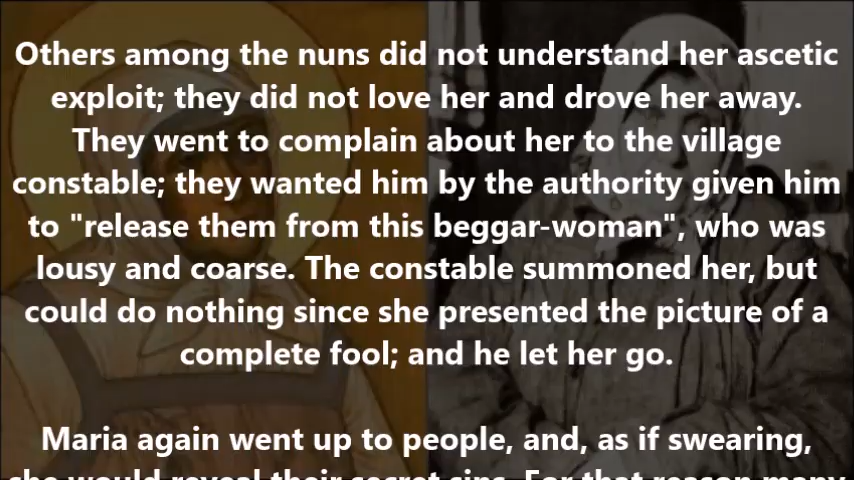 Others among the nuns did not understand her ascetic
exploit; they did not love her and drove her away.
They went to complain about her to the village
constable; they wanted him by the authority given him
to "release them from this beggar-woman", who was
lousy and coarse. The constable summoned her, but
could do nothing since she presented the picture of a
complete fool; and he let her go.
Maria again went up to people, and, as if swearing,
she would reveal their secret sins. For that reason many